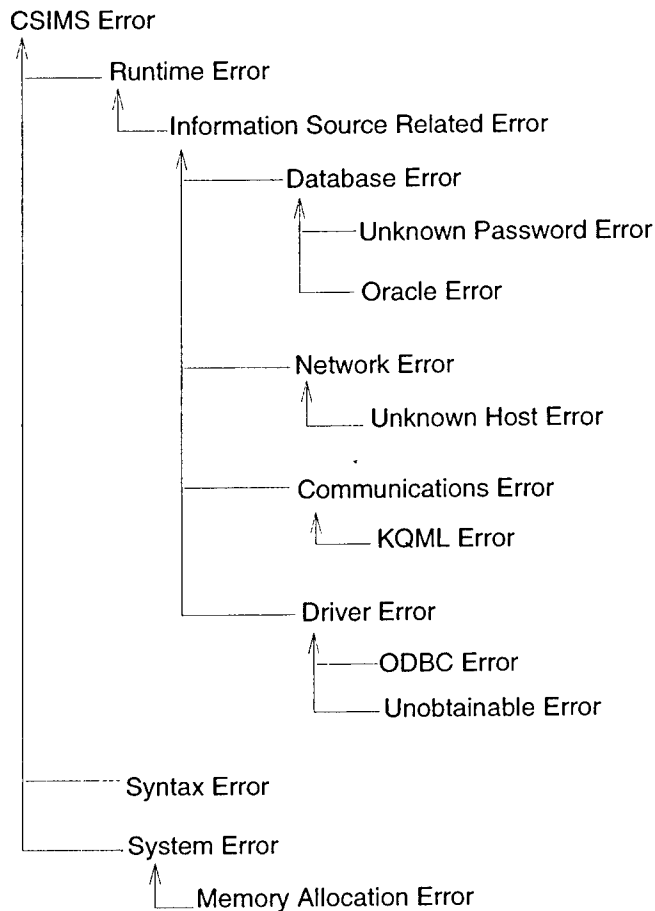 CSIMS Error
Runtime Error
Information Source Related Error
Database Error
Unknown Password Error
Oracle Error
Network Error
Unknown Host Error
Communications Error
KQML Error
Driver Error
ODBC Error
Unobtainable Error
Syntax Error
System Error
Memory Allocation Error